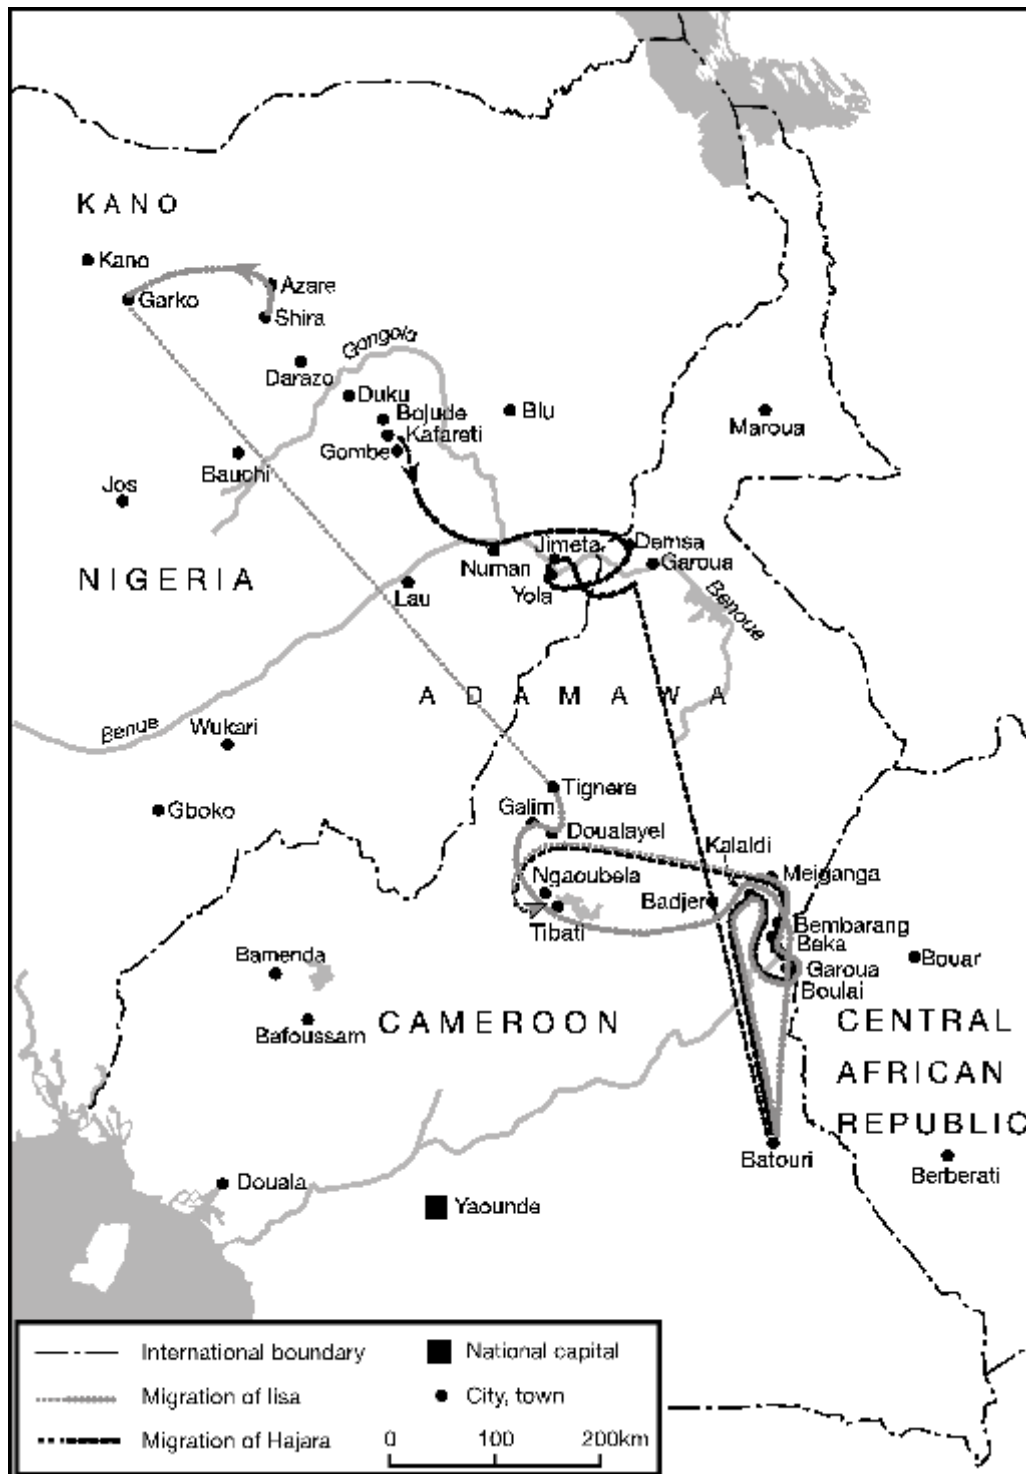 KANO
Kano
Azare
Garko
Shira
Gongola
Darazo
Duku
Bojude
Blu
Kafareti
Maroua
Gombe
Bauchi
Jos
Demsa
Jimeta
Numan
Garoua
NIGERIA
Yola
Lau
Benoue
ADAMAWA
Benue
Wukari
Tignere
Galim
Gboko
Doualayel
Kalaldi
Meiganga
Ngaoubela
Badjer
Bembarang
Tibati
Beka
Bamenda
Garoua
Boulai
Bouar
CAMEROON
Bafoussam
CENTRAL
AFRICAN
REPUBLIC
Batouri
Berberati
Douala
Yaounde
International boundary
National capital
Migration of Iisa
City, town
Migration of Hajara
0 100 200km